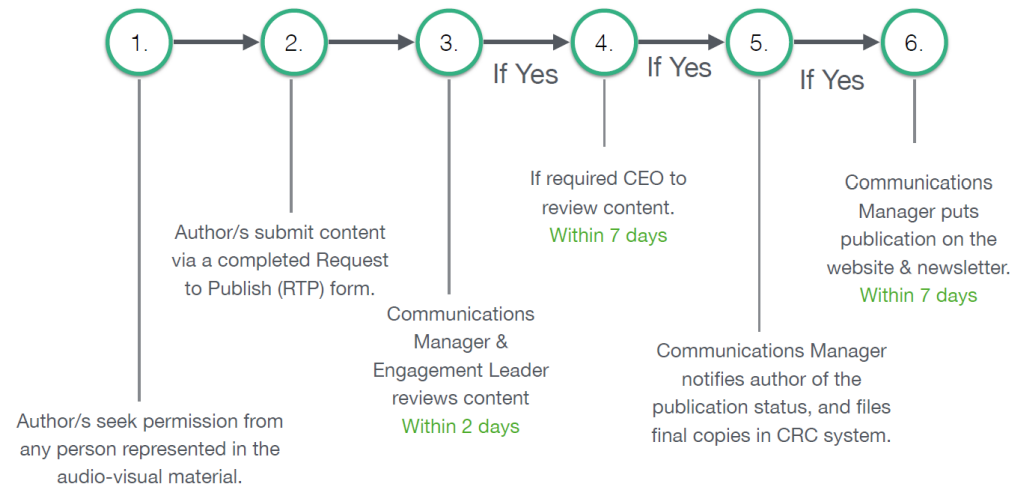 1.
2.
3.
4.
5.
6.
If Yes
If Yes
If Yes
Author/s seek permission from
any person represented in the
audio-visual material.
Author/s submit content
via a completed Request
to Publish (RTP) form.
Communications
Manager &
Engagement Leader
reviews content
Within 2 days
If required CEO to
review content.
Within 7 days
Communications Manager
notifies author of the
publication status, and files
final copies in CRC system.
Communications
Manager puts
publication on the
website & newsletter.
Within 7 days